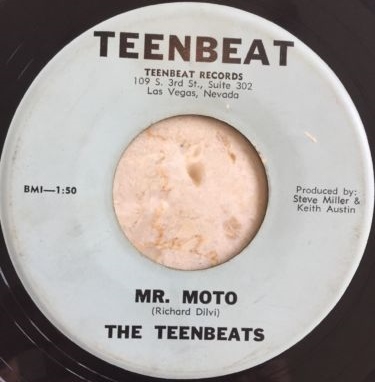 TEENBEAT
TEENBEAT RECORDS
109 S. 3rd St., Suite 302
Las Vegas, Nevada
BMI—1:50
Produced by:
Steve Miller &
Keith Austin
MR. MOTO
(Richard Dilvi)
THE TEENBEATS